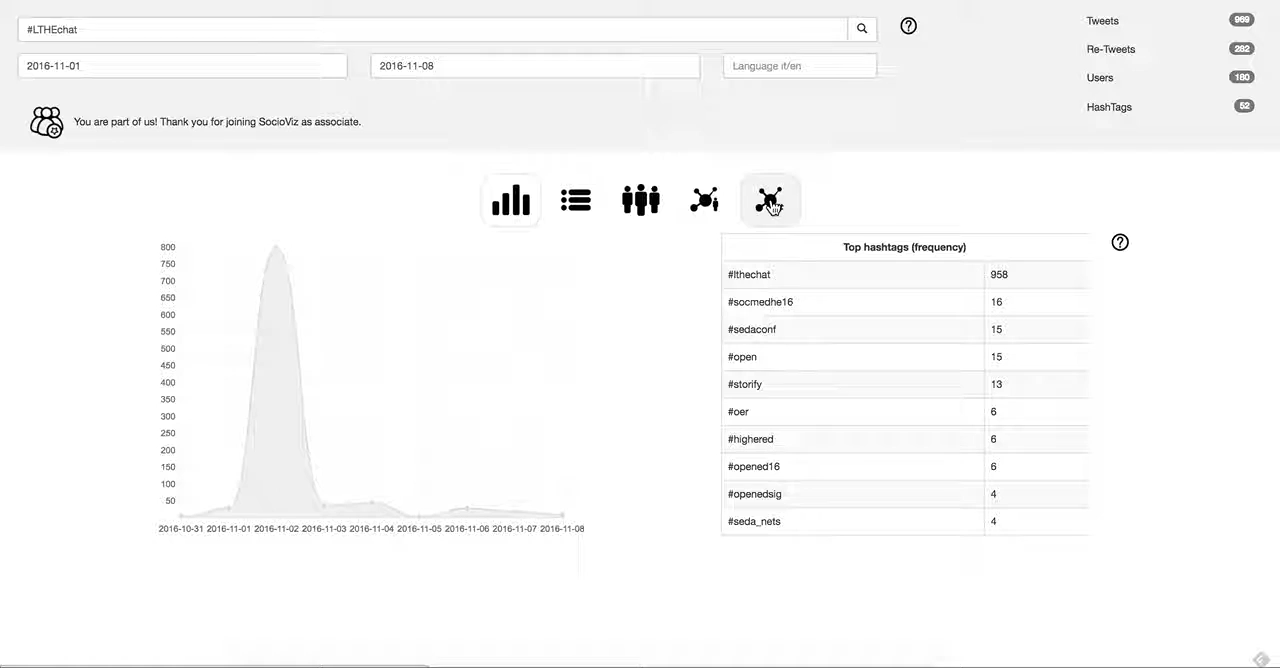 #LTHEchat
2016-11-01
2016-11-08
Language it/en
You are part of us! Thank you for joining SocioViz as associate.
Tweets 969
Re-Tweets 282
Users 180
HashTags 52
800
750
700
650
600
550
500
450
400
350
300
250
200
150
100
50
2016-10-31 2016-11-01 2016-11-02 2016-11-03 2016-11-04 2016-11-05 2016-11-06 2016-11-07 2016-11-08
Top hashtags (frequency)
#lthechat 958
#socmedhe16 16
#sedaconf 15
#open 15
#storify 13
#oer 6
#highered 6
#opened16 6
#openedsig 4
#seda_nets 4